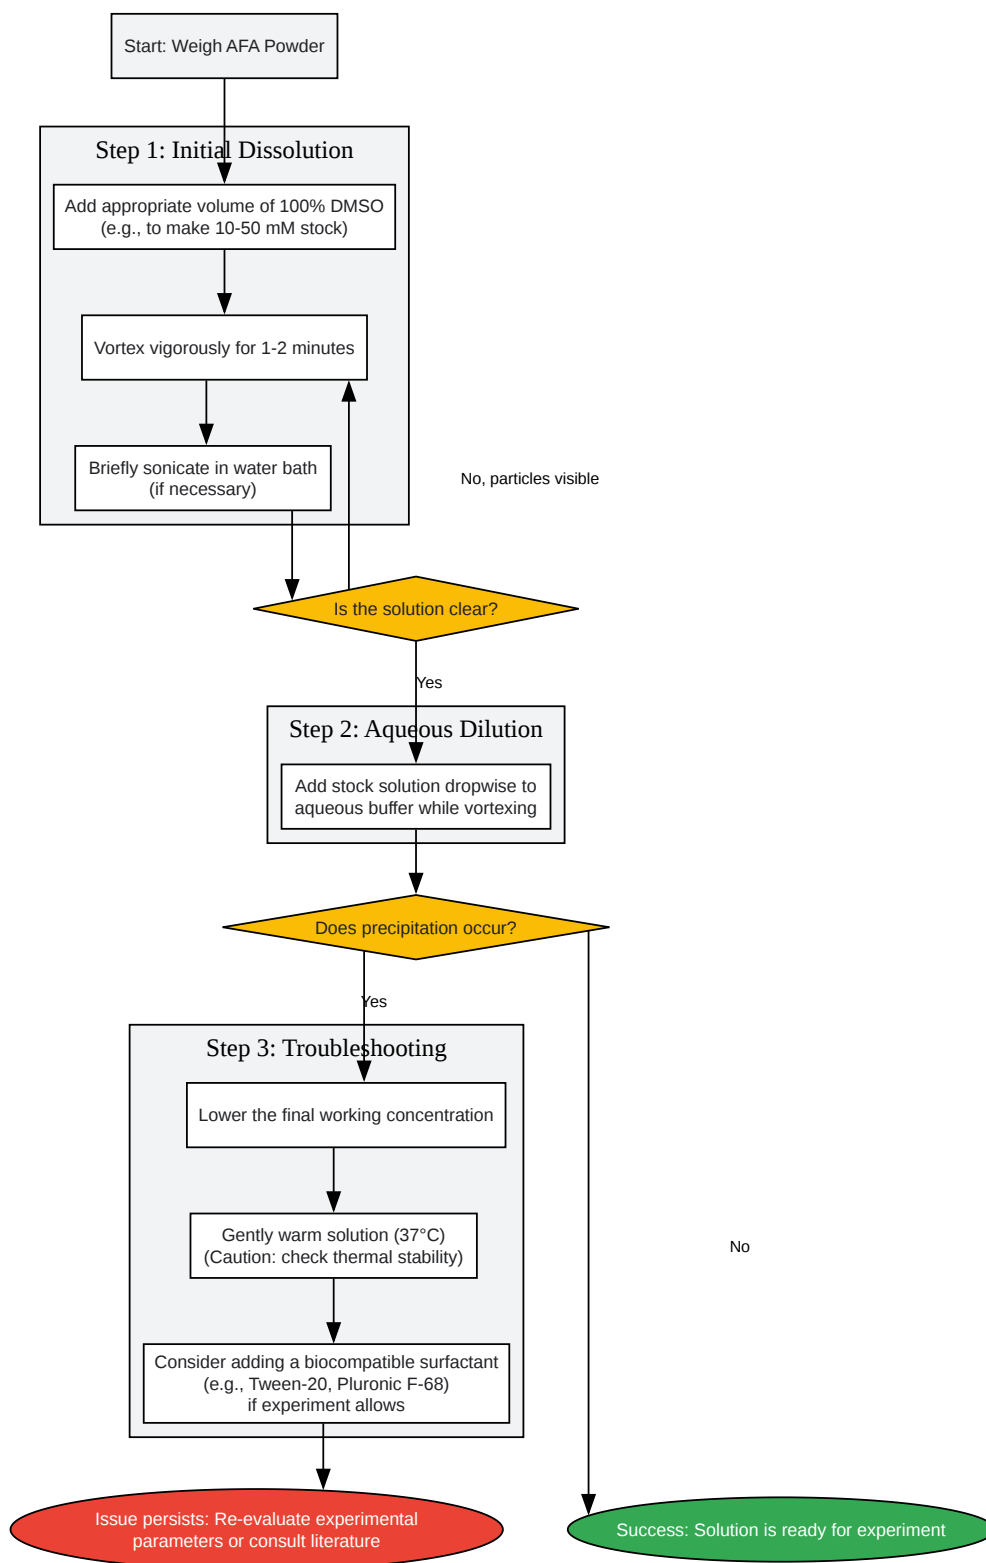 Start: Weigh AFA Powder
Step 1: Initial Dissolution
Add appropriate volume of 100% DMSO
(e.g., to make 10-50 mM stock)
Vortex vigorously for 1-2 minutes
Briefly sonicate in water bath
(if necessary)
No, particles visible
Is the solution clear?
Yes
Step 2: Aqueous Dilution
Add stock solution dropwise to
aqueous buffer while vortexing
Does precipitation occur?
Yes
Step 3: Troubleshooting
Lower the final working concentration
Gently warm solution (37°C)
(Caution: check thermal stability)
No
Consider adding a biocompatible surfactant
(e.g., Tween-20, Pluronic F-68)
if experiment allows
Issue persists: Re-evaluate experimental
parameters or consult literature
Success: Solution is ready for experiment